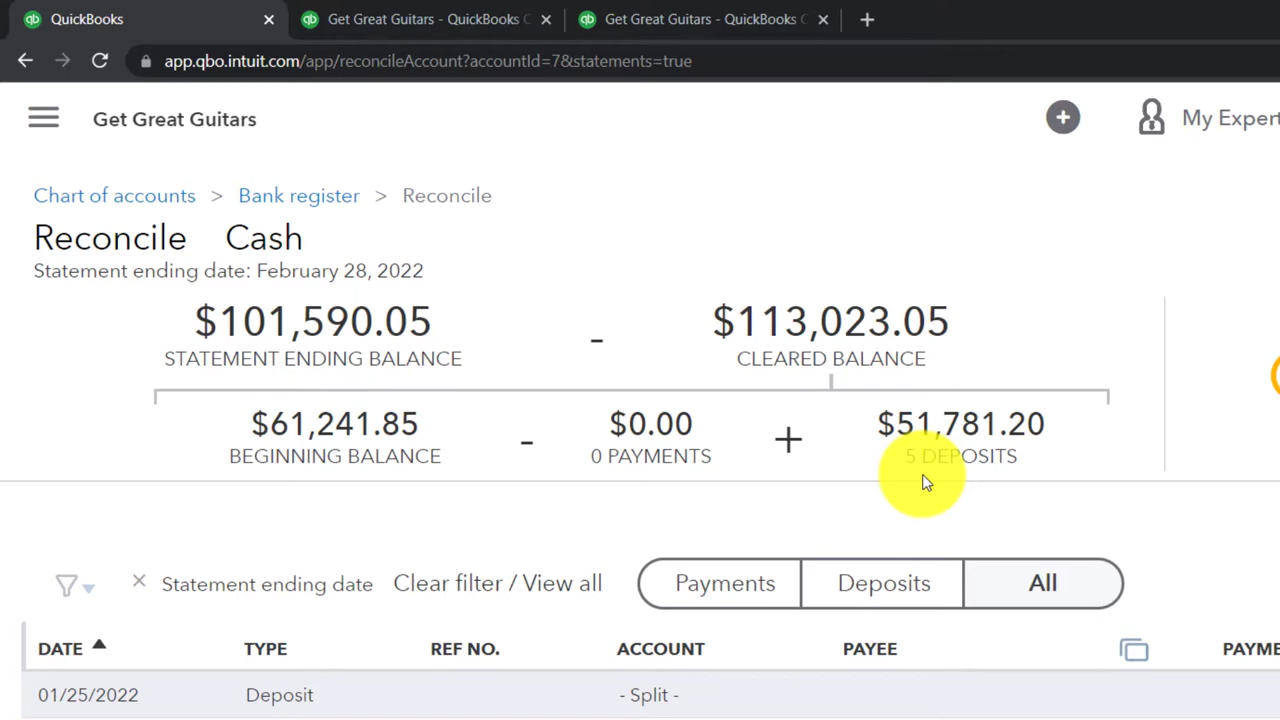 QuickBooks
Get Great Guitars - QuickBooks
Get Great Guitars - QuickBooks
app.qbo.intuit.com/app/reconcileAccount?accountId=7&statements=true
Get Great Guitars
My Expert
Chart of accounts > Bank register > Reconcile
Reconcile Cash
Statement ending date: February 28, 2022
$101,590.05 - $113,023.05
STATEMENT ENDING BALANCE CLEARED BALANCE
$61,241.85 - $0.00 + $51,781.20
BEGINNING BALANCE 0 PAYMENTS 5 DEPOSITS
× Statement ending date Clear filter / View all Payments Deposits All
DATE TYPE REF NO. ACCOUNT PAYEE PAYME
01/25/2022 Deposit - Split -